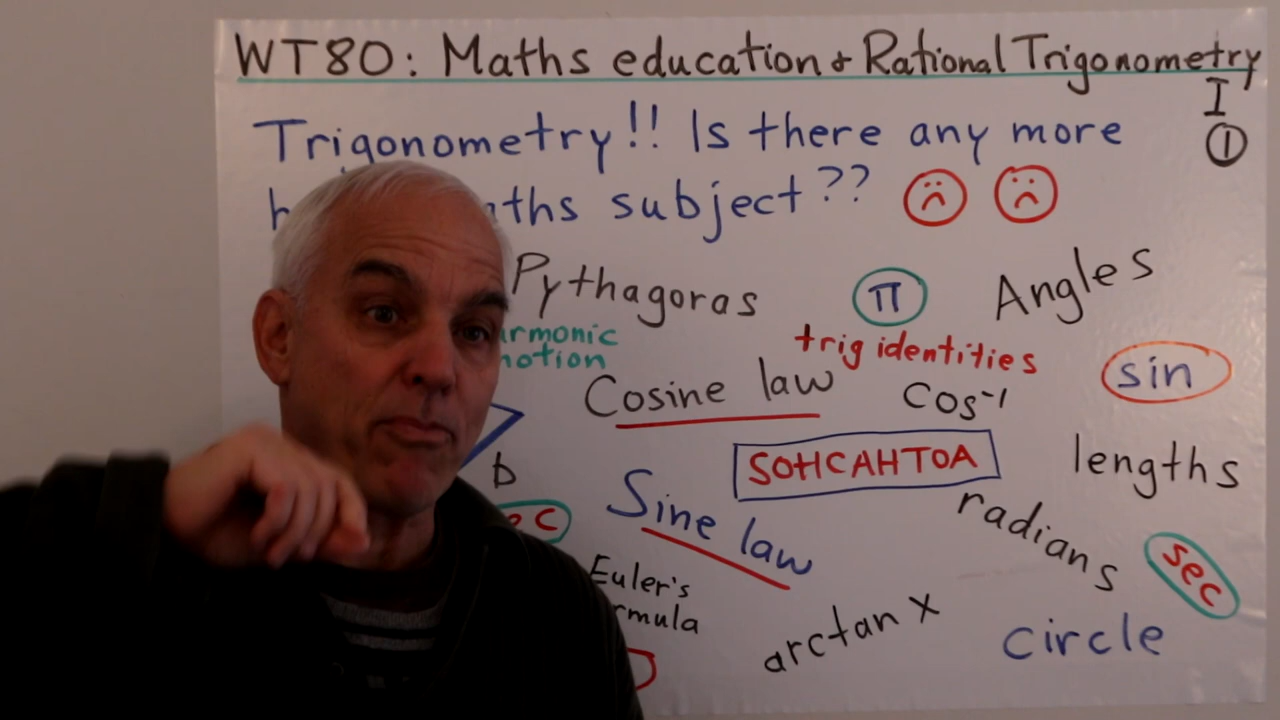 WT80: Maths education & Rational Trigonometry
I
①
Trigonometry!! Is there any more
subject??
Pythagoras
π
Angles
trig identities
sin
Cosine law
Cos⁻¹
b
SOHCAHTOA
lengths
Sine law
radians
sec
Euler's
arctan x
circle